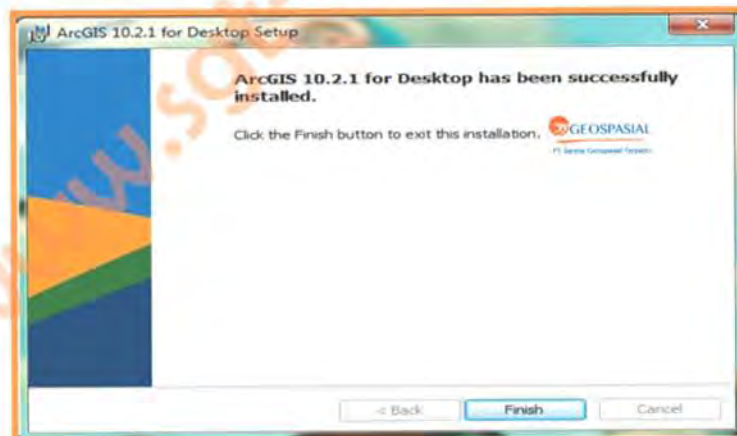 ArcGIS 10.2.1 for Desktop Setup
ArcGIS 10.2.1 for Desktop has been successfully
installed.
Click the Finish button to exit this installation.
GEOSPASIAL
< Back
Finish
Cancel